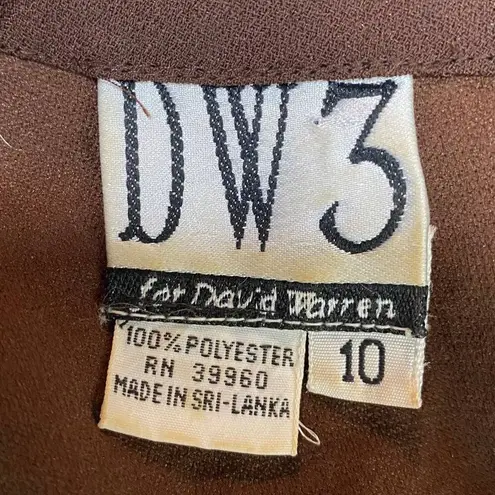 DW3
for David Warren
100% POLYESTER
RN 39960
MADE IN SRI-LANKA
10